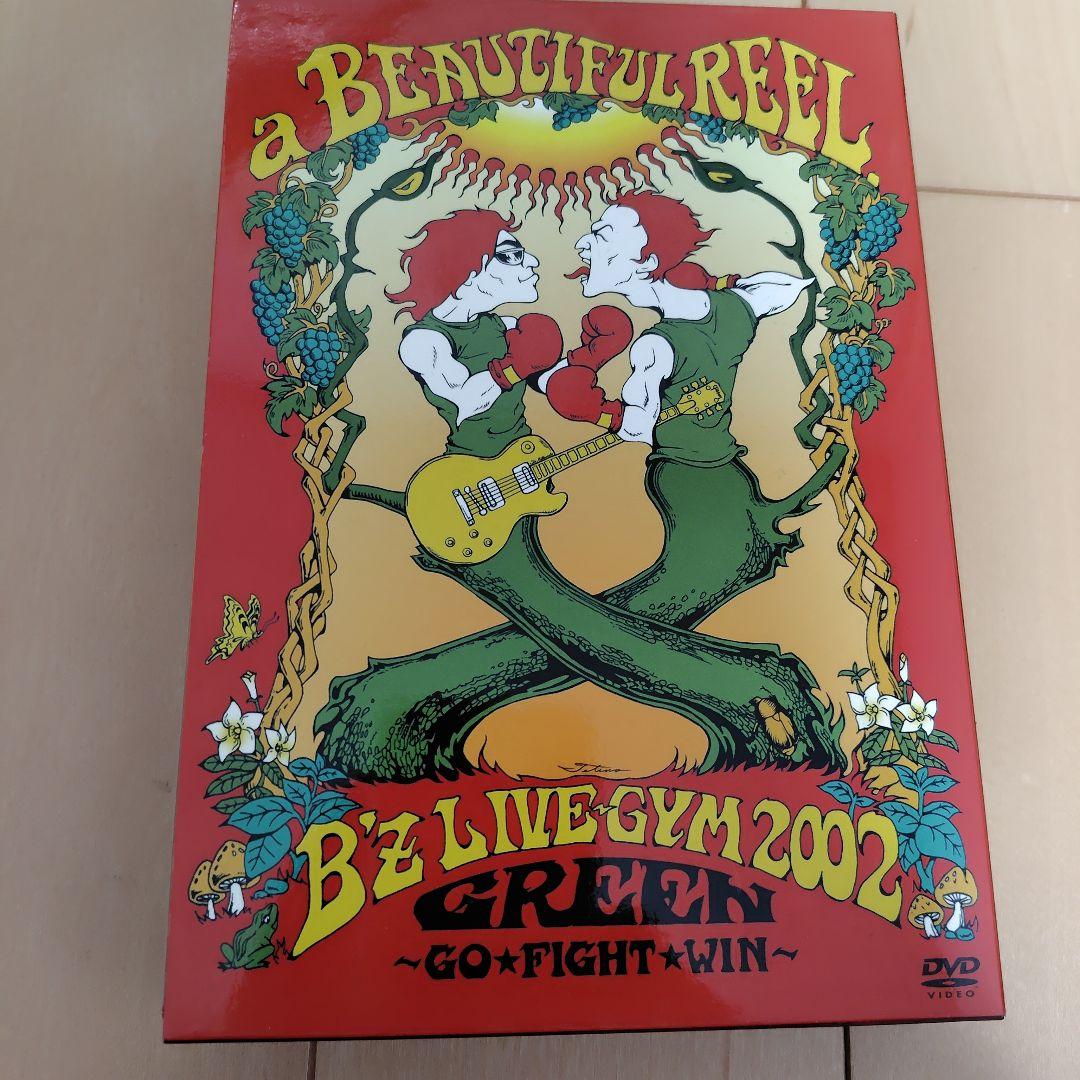 a BEAUTIFUL REEL.
B'z LIVE-GYM 2002
GREEN
~GO★FIGHT★WIN~
DVD
VIDEO